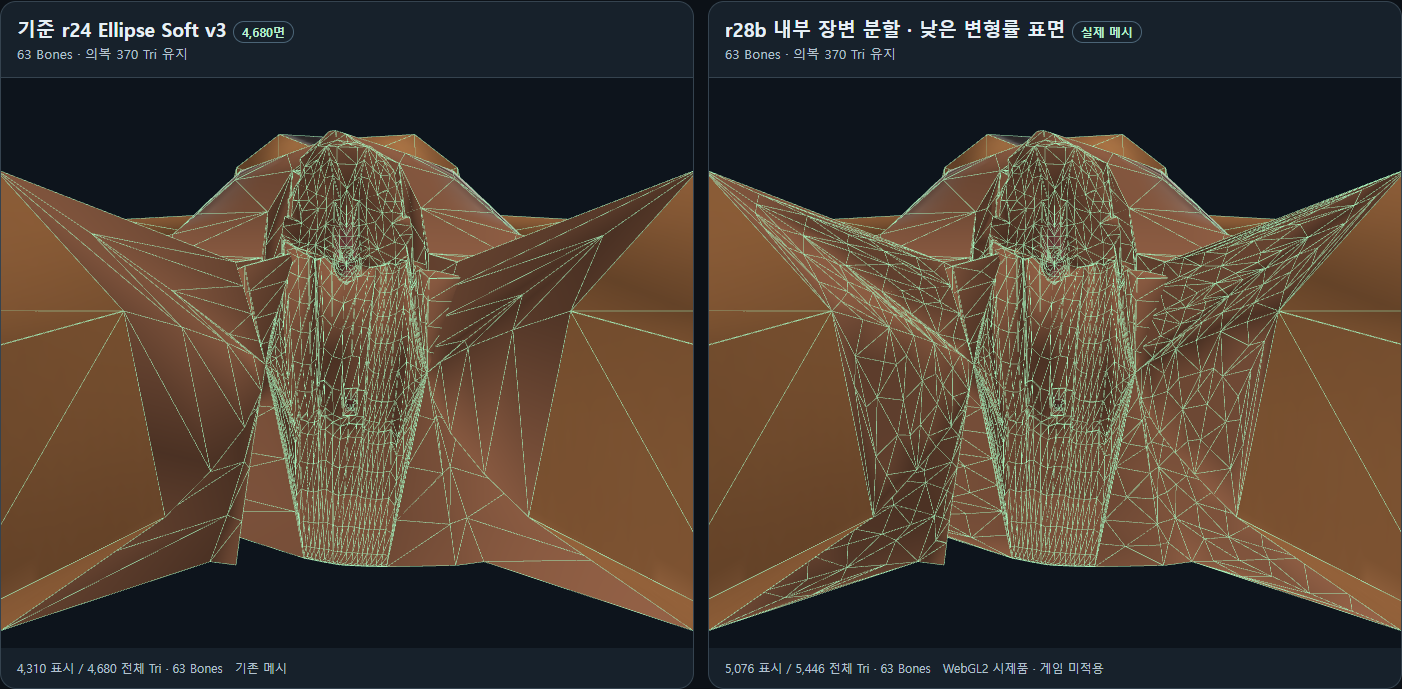 기준 r24 Ellipse Soft v3 4,680면
63 Bones · 의복 370 Tri 유지
4,310 표시 / 4,680 전체 Tri · 63 Bones 기존 메시
r28b 내부 장변 분할 · 낮은 변형률 표면 실제 메시
63 Bones · 의복 370 Tri 유지
5,076 표시 / 5,446 전체 Tri · 63 Bones WebGL2 시제품 · 게임 미적용